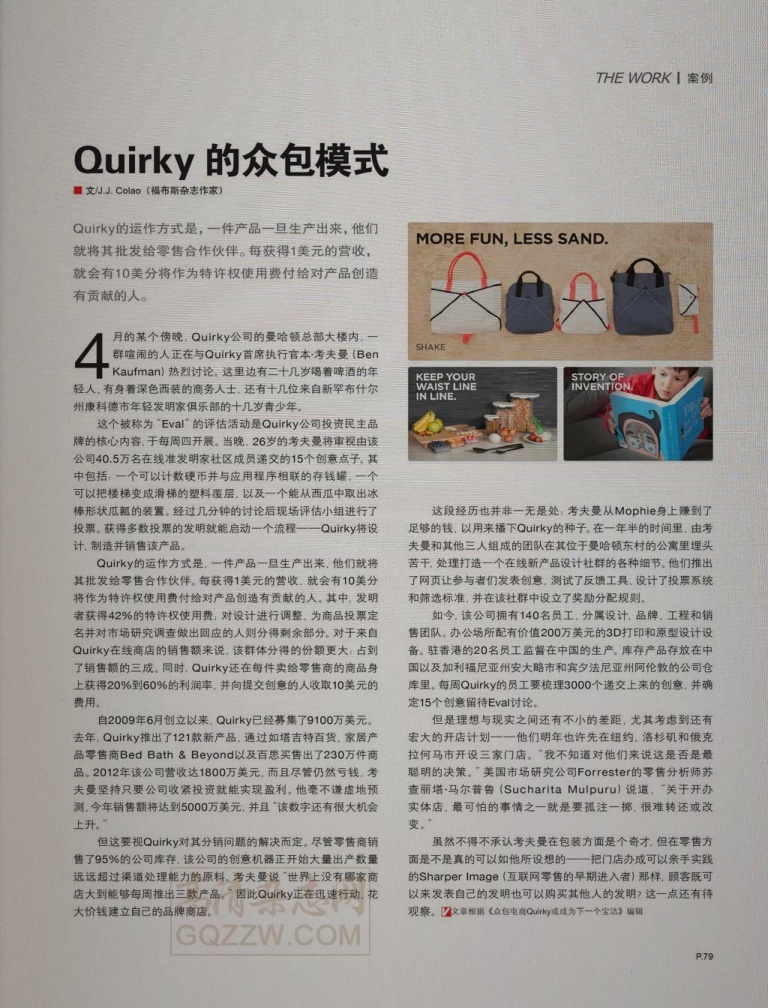 THE WORK | 案例
Quirky 的众包模式
文/J.J. Colao（福布斯杂志作家）
Quirky的运作方式是，一件产品一旦生产出来，他们
就将其批发给零售合作伙伴。每获得1美元的营收，
就会有10美分将作为特许权使用费付给对产品创造
有贡献的人。
4月的某个傍晚，Quirky公司的曼哈顿总部大楼内，一
群喧闹的人正在与Quirky首席执行官本·考夫曼（Ben
Kaufman）热烈讨论。这里边有二十几岁喝着啤酒的年
轻人，有身着深色西装的商务人士，还有十几位来自新罕布什尔
州康科德市年轻发明家俱乐部的十几岁青少年。
这个被称为“Eval”的评估活动是Quirky公司投资民主品
牌的核心内容，于每周四开展。当晚，26岁的考夫曼将审视由该
公司40.5万名在线准发明家社区成员递交的15个创意点子。其
中包括：一个可以计数硬币并与应用程序相联的存钱罐，一个
可以把楼梯变成滑梯的塑料覆层，以及一个能从西瓜中取出冰
棒形状瓜瓤的装置。经过几分钟的讨论后现场评估小组进行了
投票。获得多数投票的发明就能启动一个流程——Quirky将设
计，制造并销售该产品。
Quirky的运作方式是，一件产品一旦生产出来，他们就将
其批发给零售合作伙伴。每获得1美元的营收，就会有10美分
将作为特许权使用费付给对产品创造有贡献的人。其中，发明
者获得42%的特许权使用费；对设计进行调整，为商品投票定
名并对市场研究调查做出回应的人则分得剩余部分。对于来自
Quirky在线商店的销售额来说，该群体分得的份额更大：占到
了销售额的三成。同时，Quirky还在每件卖给零售商的商品身
上获得20%到60%的利润率，并向提交创意的人收取10美元的
费用。
自2009年6月创立以来，Quirky已经募集了9100万美元。
去年，Quirky推出了121款新产品，通过如塔吉特百货，家居产
品零售商Bed Bath & Beyond以及百思买售出了230万件商
品。2012年该公司营收达1800万美元，而且尽管仍然亏钱，考
夫曼坚持只要公司收紧投资就能实现盈利。他毫不谦虚地预
测，今年销售额将达到5000万美元，并且“该数字还有很大机会
上升。”
但这要视Quirky对其分销问题的解决而定。尽管零售商销
售了95%的公司库存，该公司的创意机器正开始大量出产数量
远远超过渠道处理能力的原料。考夫曼说“世界上没有哪家商
店大到能够每周推出三款产品。”因此Quirky正在迅速行动，花
大价钱建立自己的品牌商店。
MORE FUN, LESS SAND.
SHAKE
KEEP YOUR
WAIST LINE
IN LINE.
STORY OF
INVENTION.
这段经历也并非一无是处：考夫曼从Mophie身上赚到了
足够的钱，以用来播下Quirky的种子。在一年半的时间里，由考
夫曼和其他三人组成的团队在其位于曼哈顿东村的公寓里埋头
苦干，处理打造一个在线新产品设计社群的各种细节。他们推出
了网页让参与者们发表创意，测试了反馈工具，设计了投票系统
和筛选标准，并在该社群中设立了奖励分配规则。
如今，该公司拥有140名员工，分属设计，品牌，工程和销
售团队。办公场所配有价值200万美元的3D打印和原型设计设
备。驻香港的20名员工监督在中国的生产。库存产品存放在中
国以及加利福尼亚州安大略市和宾夕法尼亚州阿伦敦的公司仓
库里。每周Quirky的员工要梳理3000个递交上来的创意，并确
定15个创意留待Eval讨论。
但是理想与现实之间还有不小的差距，尤其考虑到还有
宏大的开店计划——他们明年也许先在纽约、洛杉矶和俄克
拉何马市开设三家门店。“我不知道对他们来说这是否是最
聪明的决策。”美国市场研究公司Forrester的零售分析师苏
查丽塔·马尔普鲁（Sucharita Mulpuru）说道，“关于开办
实体店，最可怕的事情之一就是要孤注一掷，很难转还或改
变。”
虽然不得不承认考夫曼在包装方面是个奇才，但在零售方
面是不是真的可以如他所设想的——把门店办成可以亲手实践
的Sharper Image（互联网零售的早期进入者）那样，顾客既可
以来发表自己的发明也可以购买其他人的发明？这一点还有待
观察。文章根据《众包电商Quirky或成为下一个宝洁》编辑
高清杂志网
GQZZW.COM
P.79